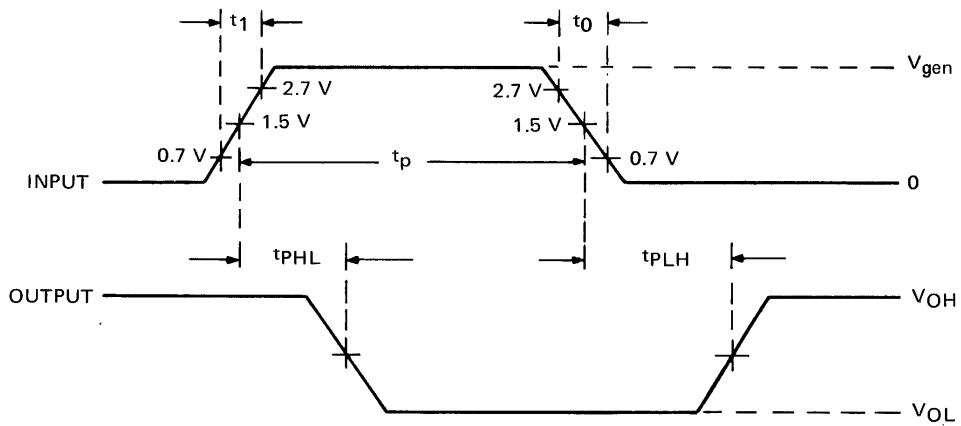 t1
t0
Vgen
2.7 V
2.7 V
1.5 V
1.5 V
0.7 V
tp
0.7 V
INPUT
0
tPHL
tPLH
OUTPUT
VOH
VOL